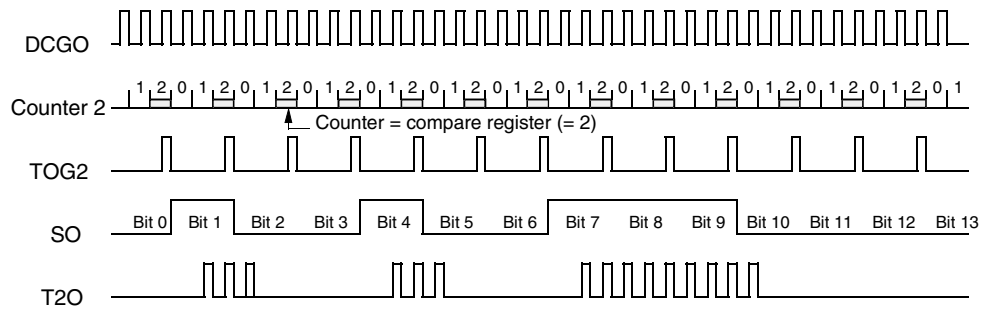 DCGO
Counter 2 1 2 0 1 2 0 1 2 0 1 2 0 1 2 0 1 2 0 1 2 0 1 2 0 1 2 0 1 2 0 1 2 0 1 2 0 1 2 0 1
Counter = compare register (= 2)
TOG2
SO Bit 0 Bit 1 Bit 2 Bit 3 Bit 4 Bit 5 Bit 6 Bit 7 Bit 8 Bit 9 Bit 10 Bit 11 Bit 12 Bit 13
T2O